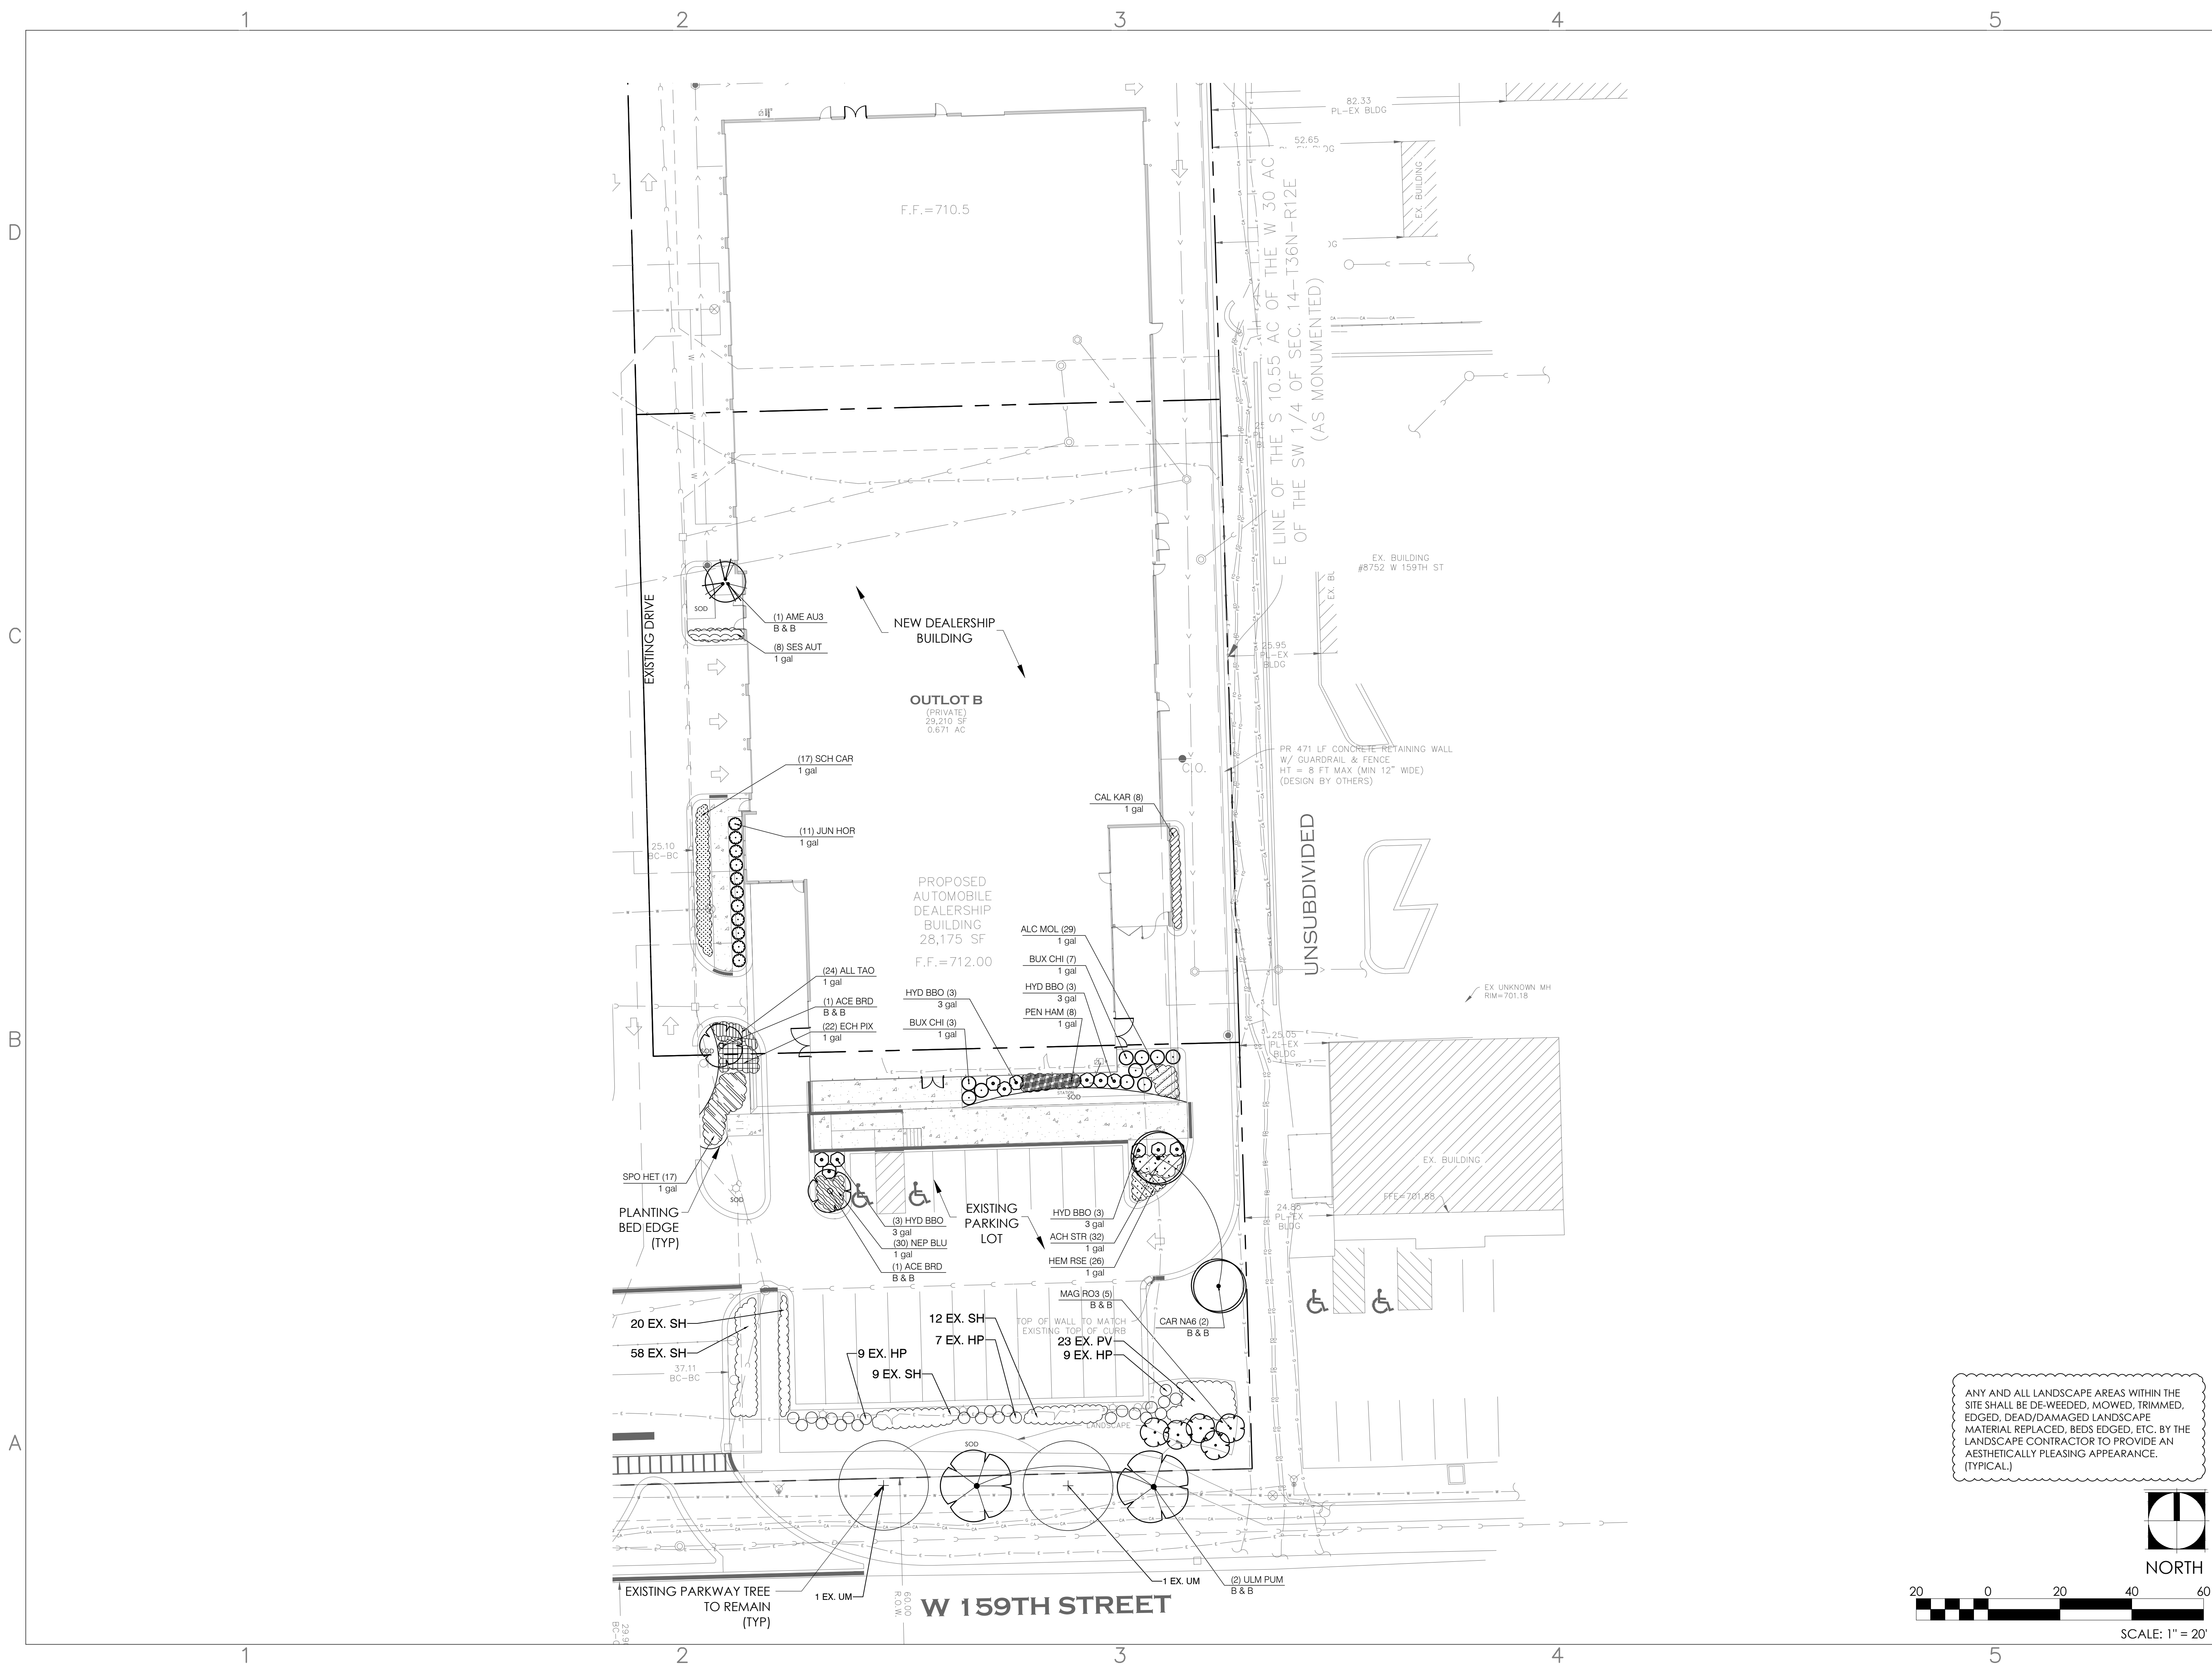 1
2
3
4
5
D
C
B
A
82.33
PL-EX BLDG
52.65
EX. BUILDING
F.F.=710.5
E LINE OF THE S 10.55 AC OF THE W 30 AC
OF THE SW 1/4 OF SEC. 14-T36N-R12E
(AS MONUMENTED)
EX. BUILDING
#8752 W 159TH ST
EX. BL
EXISTING DRIVE
SOD
(1) AME AU3
B & B
(8) SES AUT
1 gal
NEW DEALERSHIP
BUILDING
25.95
PL-EX
BLDG
OUTLOT B
(PRIVATE)
29,210 SF
0.671 AC
(17) SCH CAR
1 gal
C.O.
PR 471 LF CONCRETE RETAINING WALL
W/ GUARDRAIL & FENCE
HT = 8 FT MAX (MIN 12" WIDE)
(DESIGN BY OTHERS)
CAL KAR (8)
1 gal
(11) JUN HOR
1 gal
25.10
BC-BC
UNSUBDIVIDED
PROPOSED
AUTOMOBILE
DEALERSHIP
BUILDING
28,175 SF
F.F.=712.00
ALC MOL (29)
1 gal
BUX CHI (7)
1 gal
HYD BBO (3)
3 gal
PEN HAM (8)
1 gal
(24) ALL TAO
1 gal
(1) ACE BRD
B & B
(22) ECH PIX
1 gal
HYD BBO (3)
3 gal
BUX CHI (3)
1 gal
EX UNKNOWN MH
RIM=701.18
25.05
PL-EX
BLDG
SOD
STATION
SOD
SPO HET (17)
1 gal
PLANTING
BED EDGE
(TYP)
SOD
(3) HYD BBO
3 gal
(30) NEP BLU
1 gal
(1) ACE BRD
B & B
EXISTING
PARKING
LOT
HYD BBO (3)
3 gal
ACH STR (32)
1 gal
HEM RSE (26)
1 gal
EX. BUILDING
FFE=701.88
24.86
PL-EX
BLDG
MAG RO3 (5)
B & B
CAR NA6 (2)
B & B
TOP OF WALL TO MATCH
EXISTING TOP OF CURB
20 EX. SH
58 EX. SH
37.11
BC-BC
12 EX. SH
7 EX. HP
9 EX. HP
9 EX. SH
23 EX. PV
9 EX. HP
LANDSCAPE
SOD
ANY AND ALL LANDSCAPE AREAS WITHIN THE
SITE SHALL BE DE-WEEDED, MOWED, TRIMMED,
EDGED, DEAD/DAMAGED LANDSCAPE
MATERIAL REPLACED, BEDS EDGED, ETC. BY THE
LANDSCAPE CONTRACTOR TO PROVIDE AN
AESTHETICALLY PLEASING APPEARANCE.
(TYPICAL.)
NORTH
20 0 20 40 60
SCALE: 1" = 20'
EXISTING PARKWAY TREE
TO REMAIN
(TYP)
1 EX. UM
60.00
R.O.W.
W 159TH STREET
1 EX. UM
(2) ULM PUM
B & B
1
2
3
4
5